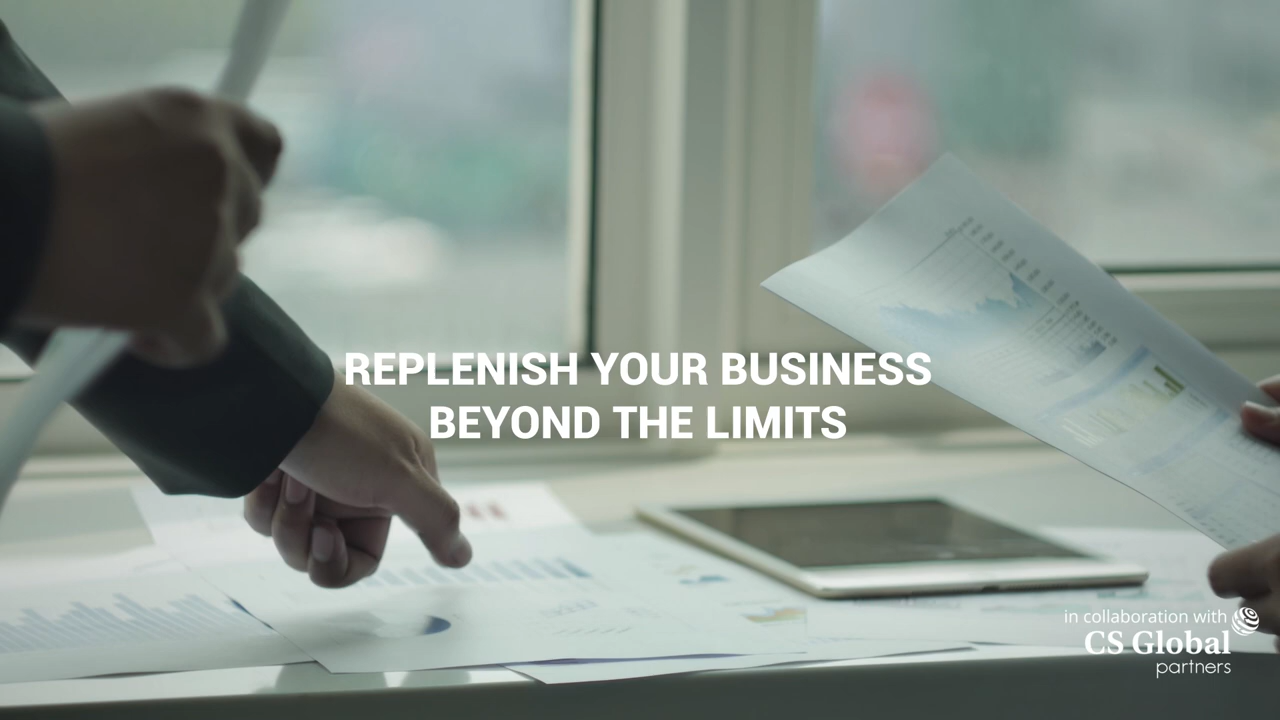 REPLENISH YOUR BUSINESS
BEYOND THE LIMITS
in collaboration with
CS Global
partners